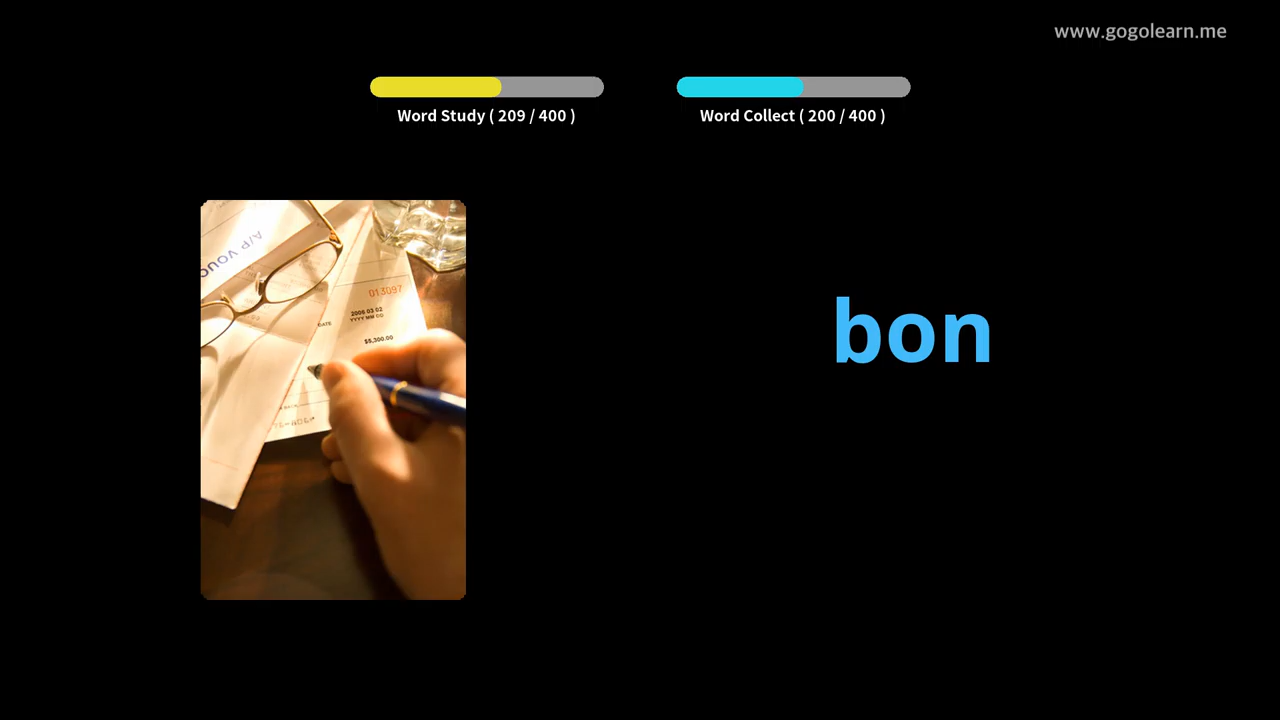 www.gogolearn.me
Word Study ( 209 / 400 )
Word Collect ( 200 / 400 )
A/P VOUC
013097
2006 03 02
DATE
YYYY MM DD
$5,300.00
bon